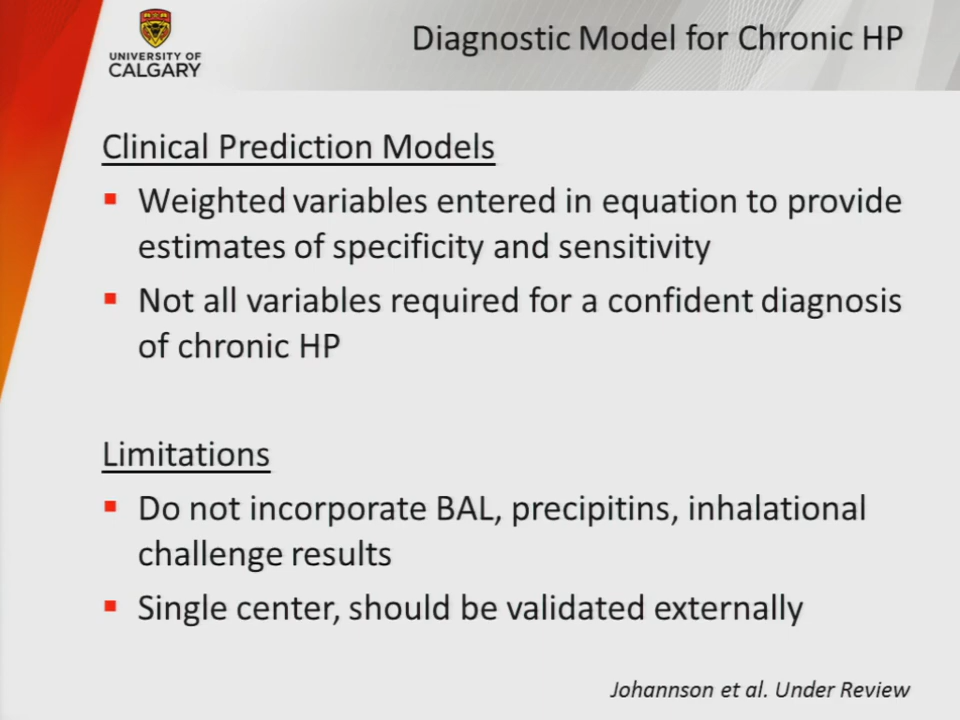 UNIVERSITY OF
CALGARY
Diagnostic Model for Chronic HP
Clinical Prediction Models
▪ Weighted variables entered in equation to provide
estimates of specificity and sensitivity
▪ Not all variables required for a confident diagnosis
of chronic HP
Limitations
▪ Do not incorporate BAL, precipitins, inhalational
challenge results
▪ Single center, should be validated externally
Johannson et al. Under Review